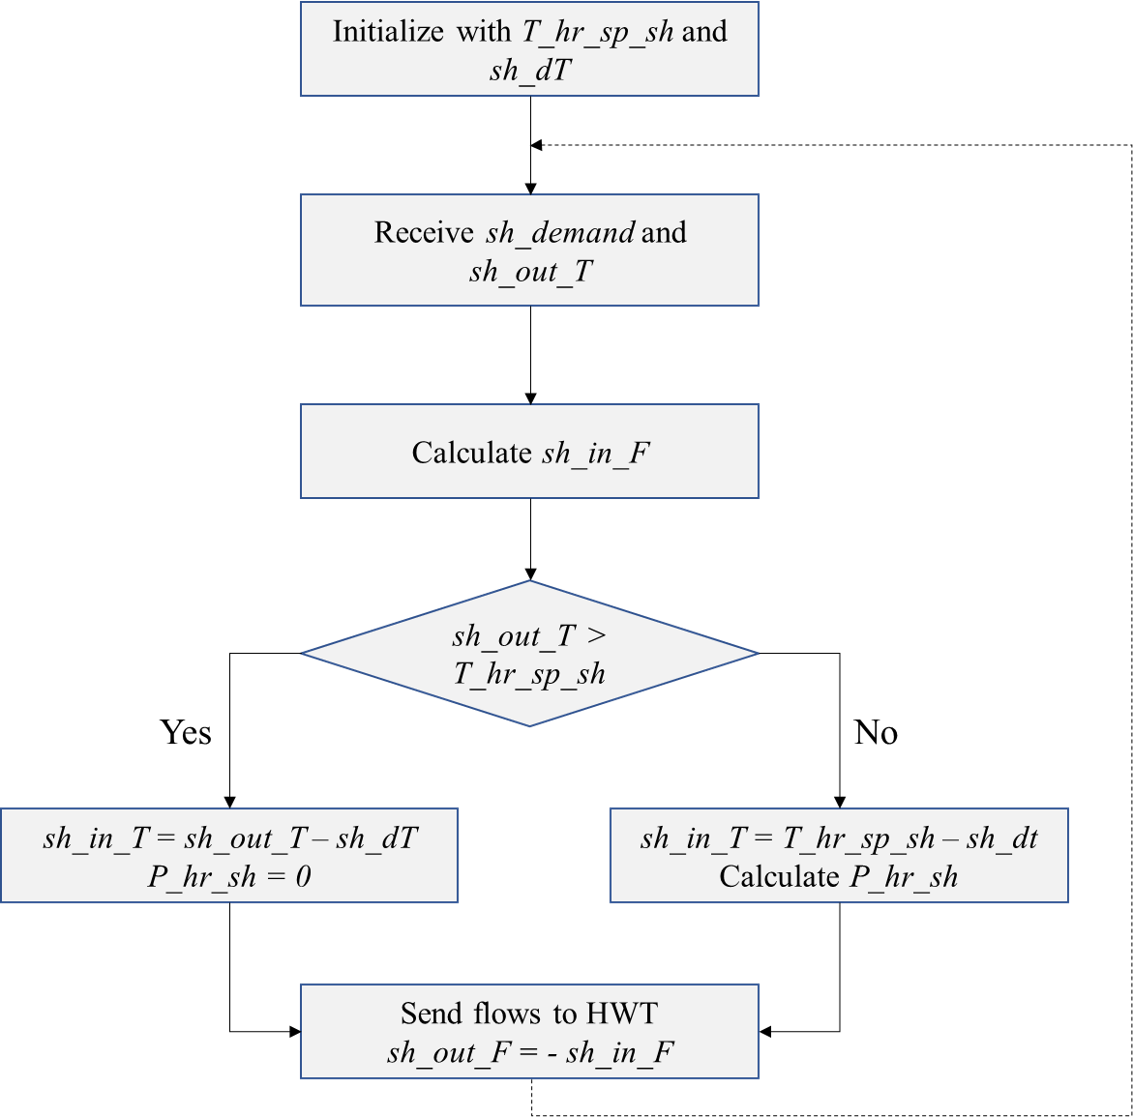 Initialize with T_hr_sp_sh and
sh_dT
Receive sh_demand and
sh_out_T
Calculate sh_in_F
sh_out_T >
T_hr_sp_sh
Yes
No
sh_in_T = sh_out_T – sh_dT
P_hr_sh = 0
sh_in_T = T_hr_sp_sh – sh_dt
Calculate P_hr_sh
Send flows to HWT
sh_out_F = - sh_in_F